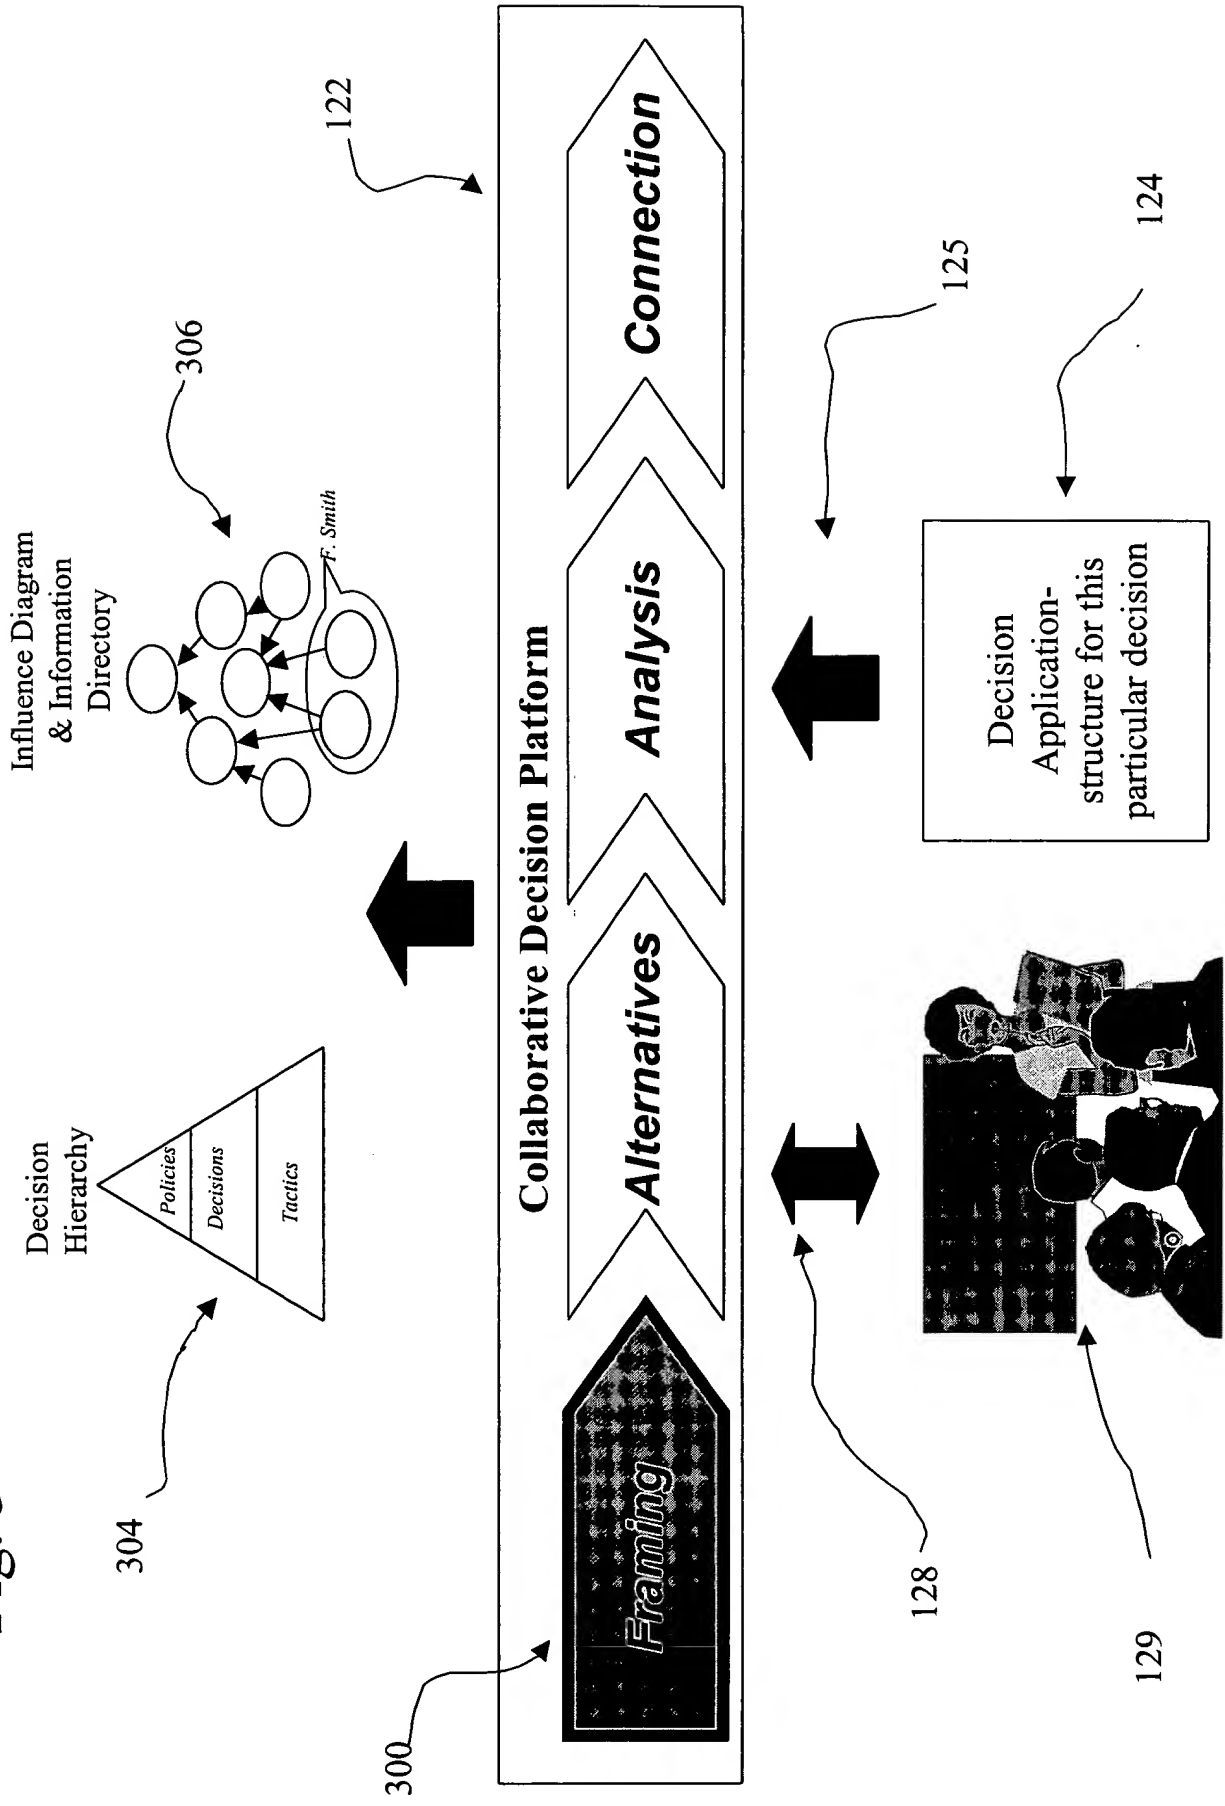 Decision
Hierarchy
Policies
Decisions
Tactics
304
Influence Diagram
& Information
Directory
F. Smith
306
122
300
Collaborative Decision Platform
Framing
Alternatives
Analysis
Connection
128
125
129
Decision
Application-
structure for this
particular decision
124